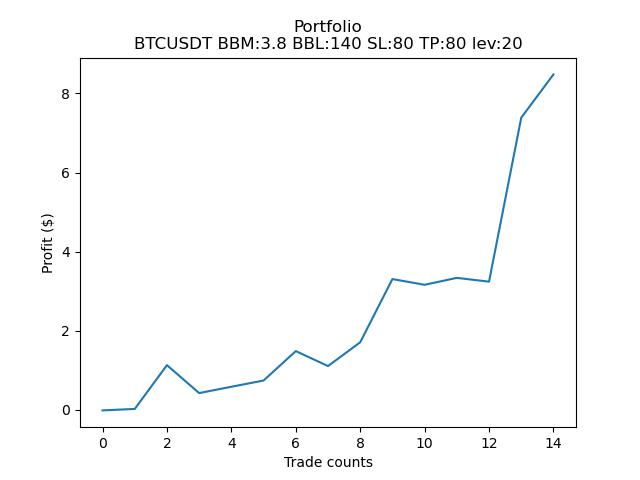 Portfolio
BTCUSDT BBM:3.8 BBL:140 SL:80 TP:80 lev:20
8
6
4
2
0
Profit ($)
0 2 4 6 8 10 12 14
Trade counts